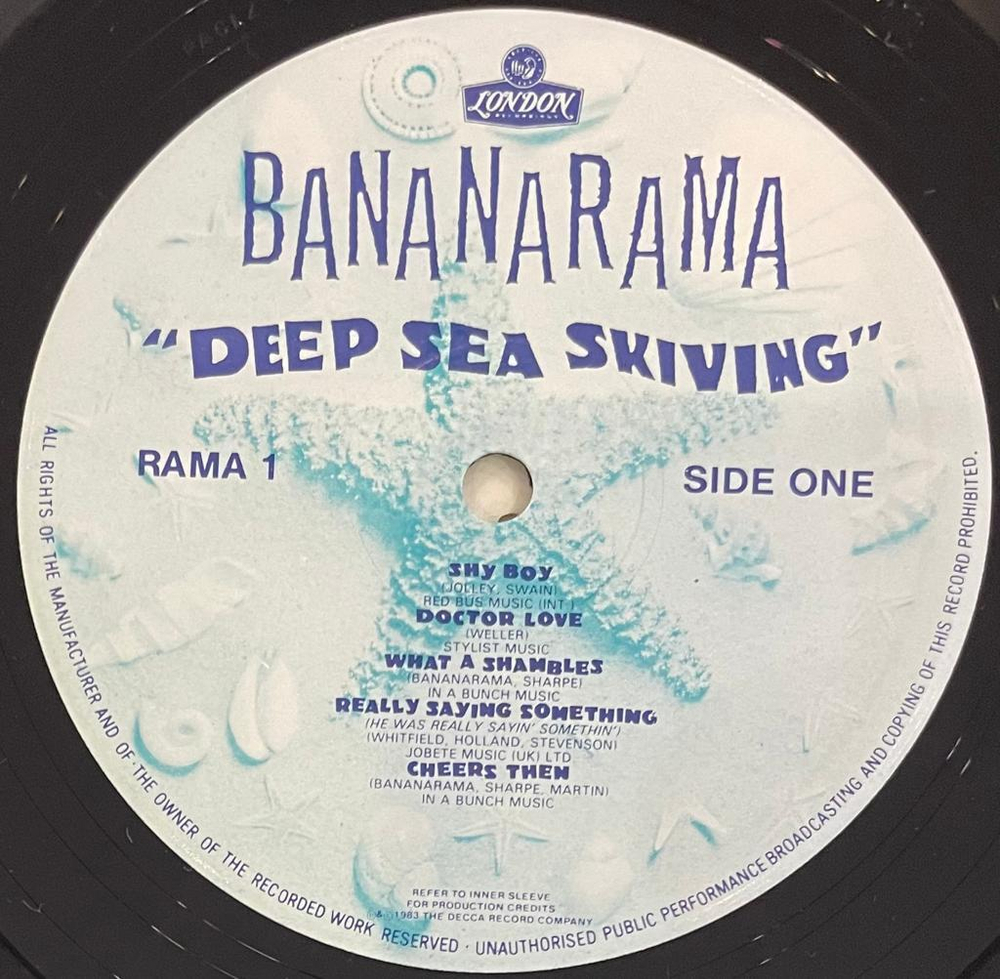 LONDON
BANANARAMA
"DEEP SEA SKIVING"
RAMA 1
SIDE ONE
SHY BOY
(JOLLEY, SWAIN)
RED BUS MUSIC (INT.)
DOCTOR LOVE
(WELLER)
STYLIST MUSIC
WHAT A SHAMBLES
(BANANARAMA, SHARPE)
IN A BUNCH MUSIC
REALLY SAYING SOMETHING
(HE WAS REALLY SAYIN' SOMETHIN')
(WHITFIELD, HOLLAND, STEVENSON)
JOBETE MUSIC (UK) LTD
CHEERS THEN
(BANANARAMA, SHARPE, MARTIN)
IN A BUNCH MUSIC
REFER TO INNER SLEEVE
FOR PRODUCTION CREDITS
℗ & © 1983 THE DECCA RECORD COMPANY
ALL RIGHTS OF THE MANUFACTURER AND OF THE OWNER OF THE RECORDED WORK RESERVED · UNAUTHORISED PUBLIC PERFORMANCE BROADCASTING AND COPYING OF THIS RECORD PROHIBITED.